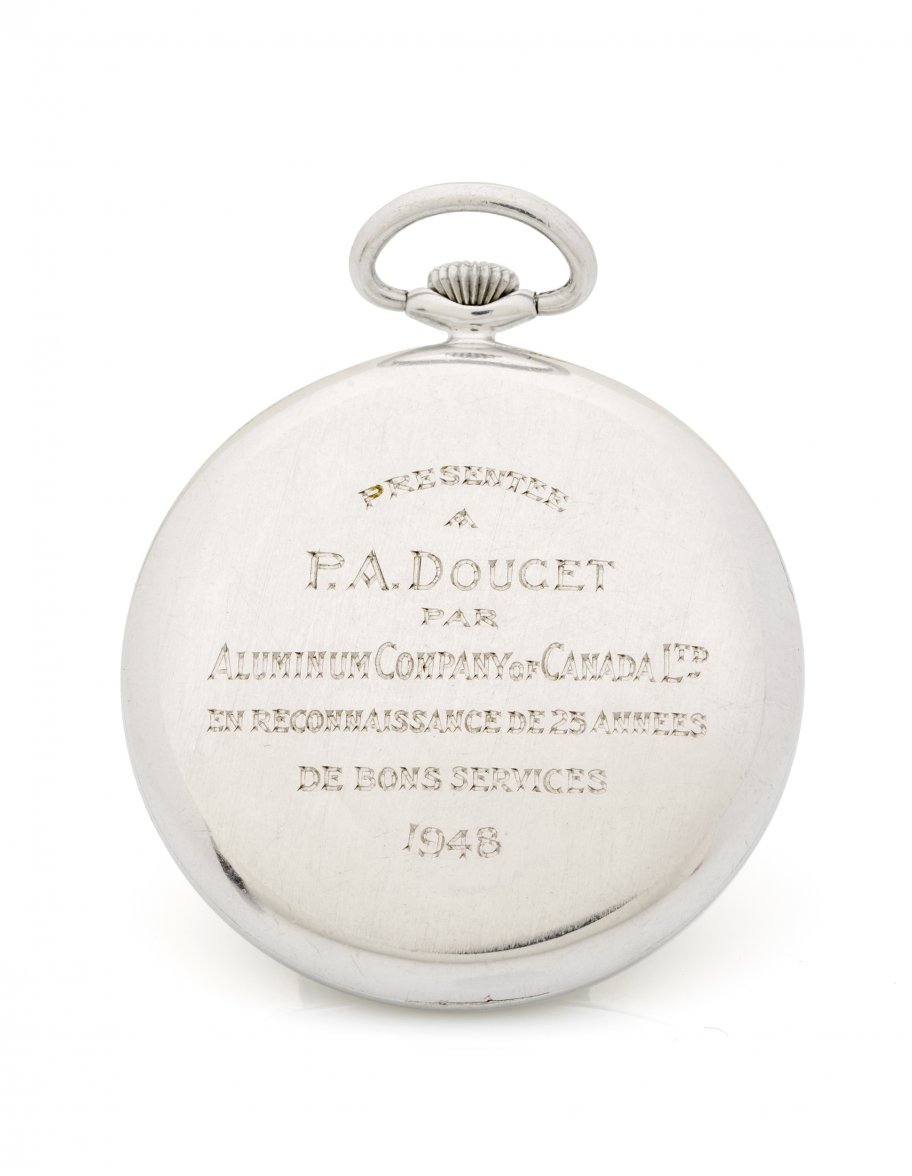 PRESENTEE
A
P.A. DOUCET
PAR
ALUMINUM COMPANY OF CANADA LTD
EN RECONNAISSANCE DE 25 ANNEES
DE BONS SERVICES
1948